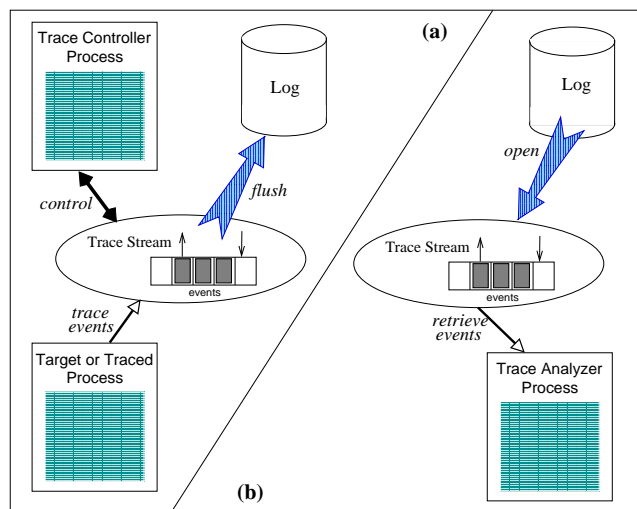 Trace Controller
Process
control
Log
flush
Trace Stream
events
trace
events
Target or Traced
Process
(b)
(a)
Log
open
Trace Stream
events
retrieve
events
Trace Analyzer
Process